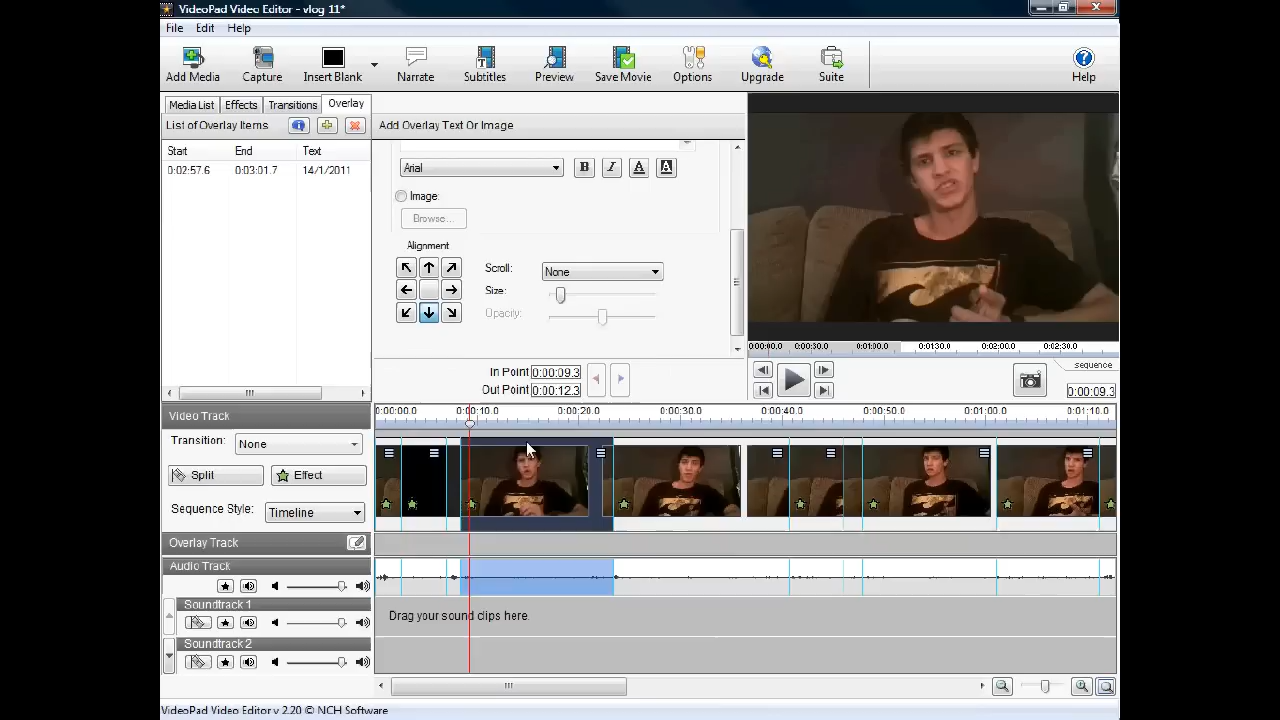 VideoPad Video Editor - vlog 11*
File Edit Help
Add Media Capture Insert Blank Narrate Subtitles Preview Save Movie Options Upgrade Suite Help
Media List Effects Transitions Overlay
List of Overlay Items Add Overlay Text Or Image
Start End Text
0:02:57.6 0:03:01.7 14/1/2011
Arial B I A A
Image:
Browse...
Alignment
Scroll: None
Size:
Opacity:
0:00:00.0 0:00:30.0 0:01:00.0 0:01:30.0 0:02:00.0 0:02:30.0
sequence
In Point 0:00:09.3
Out Point 0:00:12.3
0:00:09.3
Video Track
0:00:00.0 0:00:10.0 0:00:20.0 0:00:30.0 0:00:40.0 0:00:50.0 0:01:00.0 0:01:10.0
Transition: None
Split Effect
Sequence Style: Timeline
Overlay Track
Audio Track
Soundtrack 1
Drag your sound clips here.
Soundtrack 2
VideoPad Video Editor v 2.20 © NCH Software